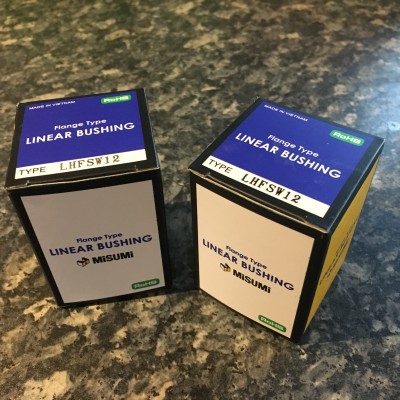 MADE IN VIETNAM
RoHS
Flange Type
LINEAR BUSHING
TYPE LHFSW12
Flange Type
LINEAR BUSHING
MiSUMi
RoHS
MADE IN VIETNAM
RoHS
Flange Type
LINEAR BUSHING
TYPE LHFSW12
Flange Type
LINEAR BUSHING
MiSUMi
RoHS